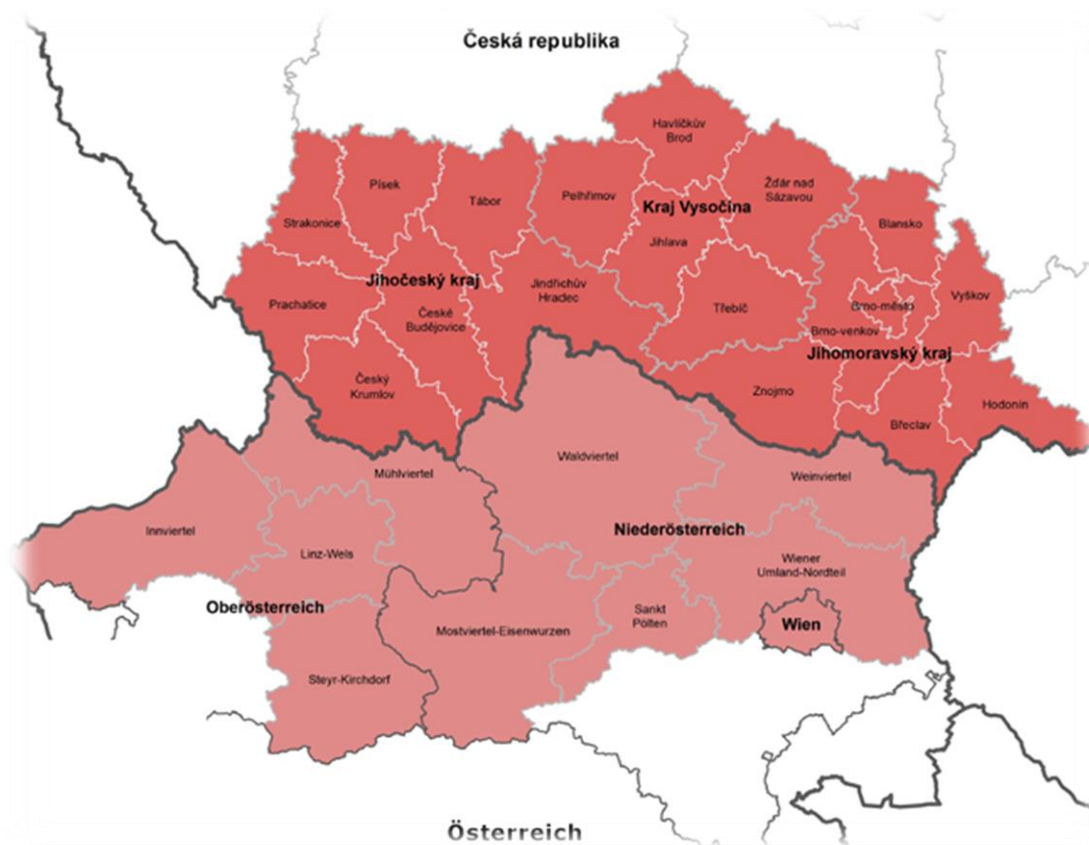 Česká republika
Havlíčkův
Brod
Písek
Tábor
Pelhřimov
Žďár nad
Sázavou
Kraj Vysočina
Strakonice
Blansko
Jihlava
Jihočeský kraj
Jindřichův
Hradec
Prachatice
České
Budějovice
Třebíč
Brno-město
Vyškov
Brno-venkov
Jihomoravský kraj
Český
Krumlov
Znojmo
Hodonín
Břeclav
Waldviertel
Mühlviertel
Weinviertel
Innviertel
Niederösterreich
Linz-Wels
Wiener
Umland-Nordteil
Oberösterreich
Sankt
Pölten
Wien
Mostviertel-Eisenwurzen
Steyr-Kirchdorf
Österreich